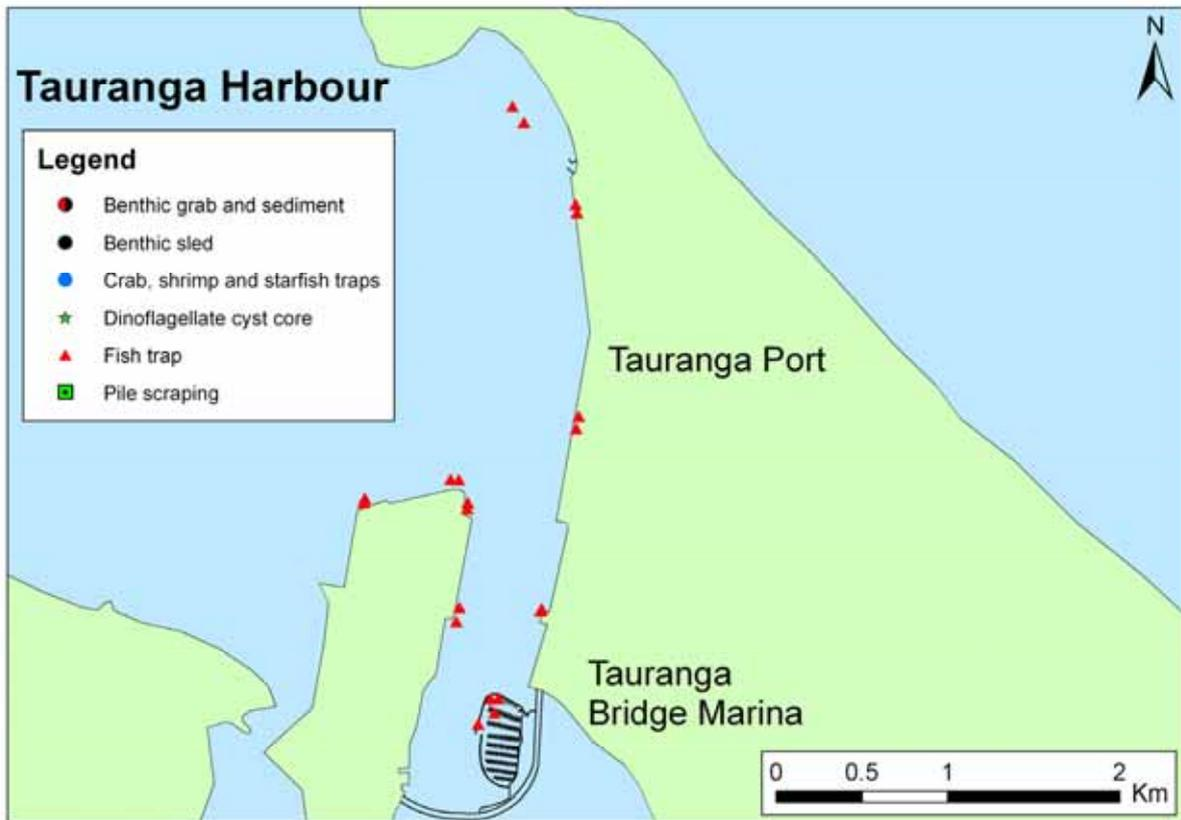 Tauranga Harbour
N
Legend
Benthic grab and sediment
Benthic sled
Crab, shrimp and starfish traps
Dinoflagellate cyst core
Fish trap
Pile scraping
Tauranga Port
Tauranga
Bridge Marina
0 0.5 1 2
Km